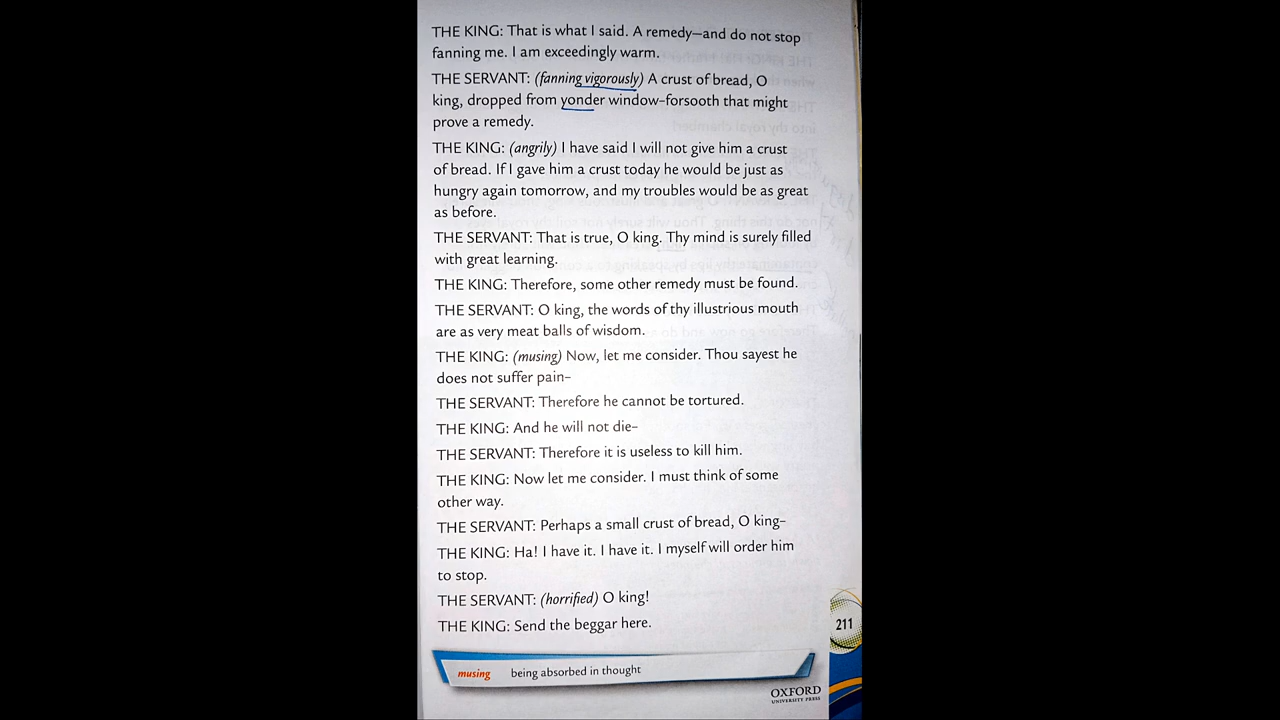 THE KING: That is what I said. A remedy—and do not stop
fanning me. I am exceedingly warm.
THE SERVANT: (fanning vigorously) A crust of bread, O
king, dropped from yonder window–forsooth that might
prove a remedy.
THE KING: (angrily) I have said I will not give him a crust
of bread. If I gave him a crust today he would be just as
hungry again tomorrow, and my troubles would be as great
as before.
THE SERVANT: That is true, O king. Thy mind is surely filled
with great learning.
THE KING: Therefore, some other remedy must be found.
THE SERVANT: O king, the words of thy illustrious mouth
are as very meat balls of wisdom.
THE KING: (musing) Now, let me consider. Thou sayest he
does not suffer pain–
THE SERVANT: Therefore he cannot be tortured.
THE KING: And he will not die–
THE SERVANT: Therefore it is useless to kill him.
THE KING: Now let me consider. I must think of some
other way.
THE SERVANT: Perhaps a small crust of bread, O king–
THE KING: Ha! I have it. I have it. I myself will order him
to stop.
THE SERVANT: (horrified) O king!
THE KING: Send the beggar here.
211
musing being absorbed in thought
OXFORD
UNIVERSITY PRESS